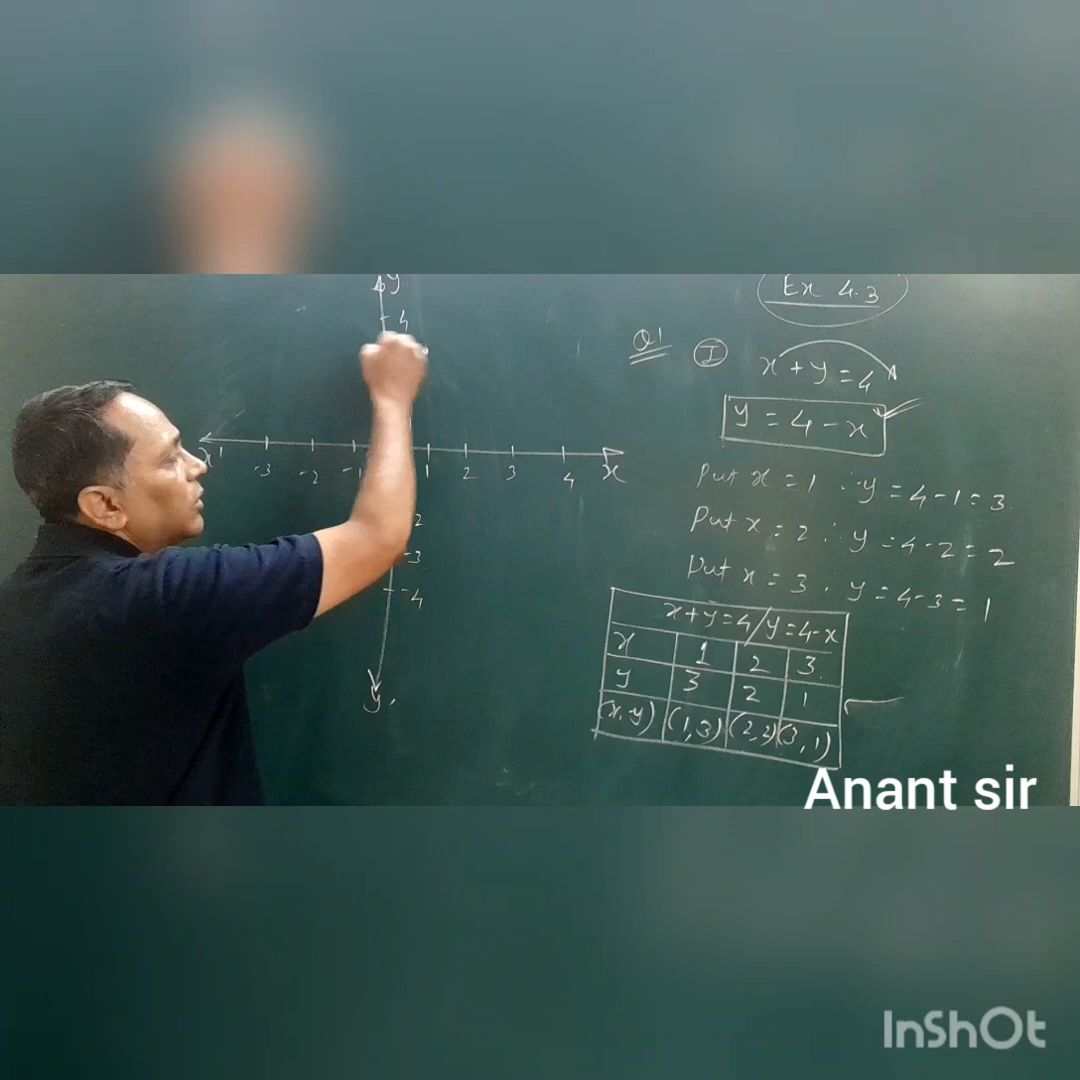 Ex 4.3
Q1 I x + y = 4
y = 4 - x
Put x = 1 ∴ y = 4 - 1 = 3
Put x = 2 ∴ y = 4 - 2 = 2
Put x = 3 ∴ y = 4 - 3 = 1
x + y = 4 / y = 4 - x
x 1 2 3
y 3 2 1
(x, y) (1, 3) (2, 2) (3, 1)
y
4
x' -3 -2 -1 1 2 3 4 x
-3
-4
y'
Anant sir
InShOt